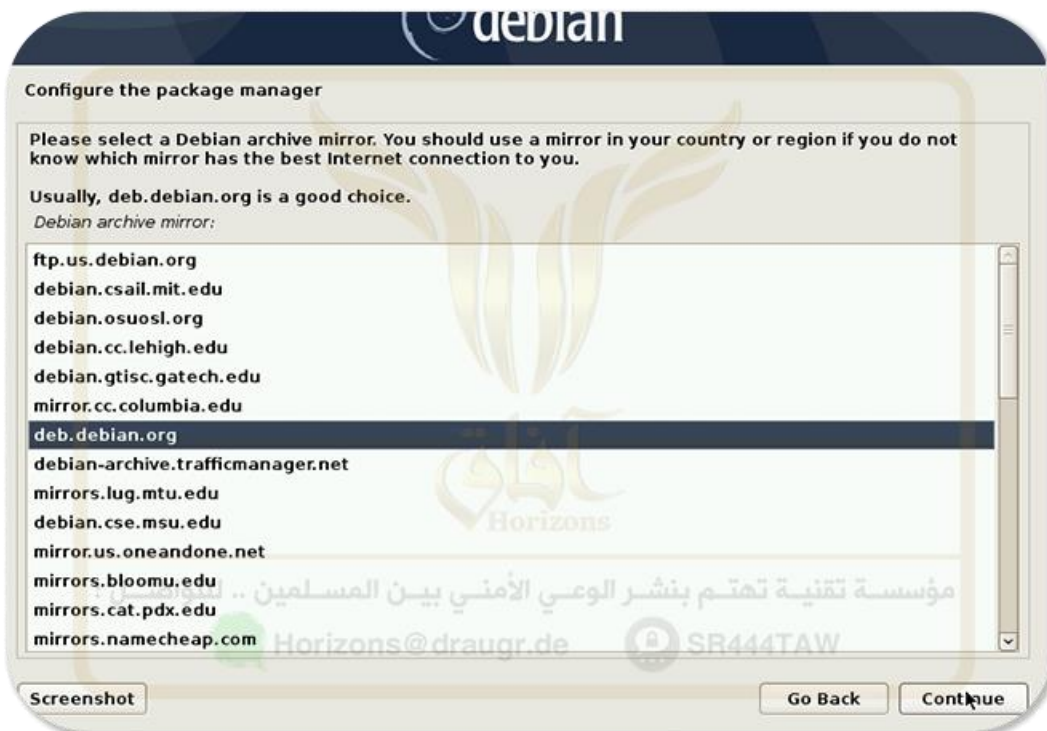 debian
Configure the package manager
Please select a Debian archive mirror. You should use a mirror in your country or region if you do not
know which mirror has the best Internet connection to you.
Usually, deb.debian.org is a good choice.
Debian archive mirror:
ftp.us.debian.org
debian.csail.mit.edu
debian.osuosl.org
debian.cc.lehigh.edu
debian.gtisc.gatech.edu
mirror.cc.columbia.edu
deb.debian.org
debian-archive.trafficmanager.net
آفاق
mirrors.lug.mtu.edu
debian.cse.msu.edu
Horizons
mirror.us.oneandone.net
mirrors.bloomu.edu
مؤسسة تقنية تهتم بنشر الوعي الأمني بين المسلمين .. للتواصل :
mirrors.cat.pdx.edu
mirrors.namecheap.com
Horizons@draugr.de SR444TAW
Screenshot
Go Back
Continue